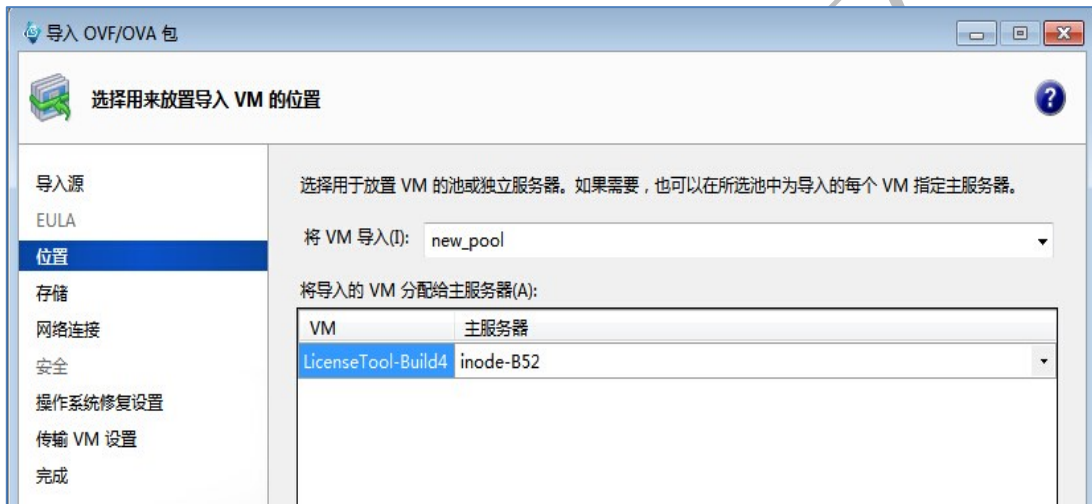 导入 OVF/OVA 包
选择用来放置导入 VM 的位置
导入源
EULA
位置
存储
网络连接
安全
操作系统修复设置
传输 VM 设置
完成
选择用于放置 VM 的池或独立服务器。如果需要，也可以在所选池中为导入的每个 VM 指定主服务器。
将 VM 导入(I): new_pool
将导入的 VM 分配给主服务器(A):
VM 主服务器
LicenseTool-Build4 inode-B52